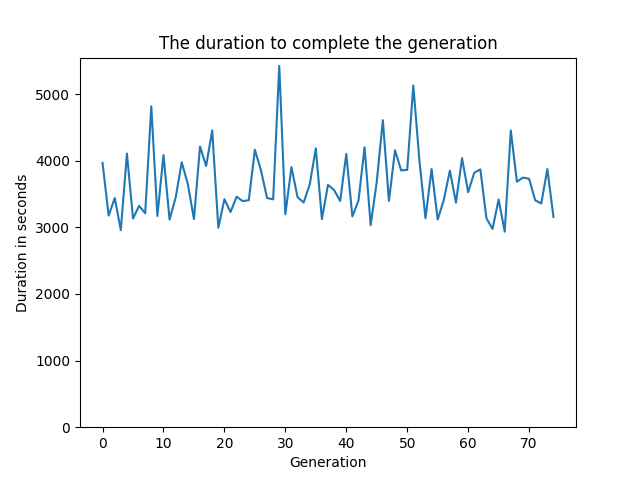 The duration to complete the generation
Duration in seconds
5000
4000
3000
2000
1000
0
0 10 20 30 40 50 60 70
Generation